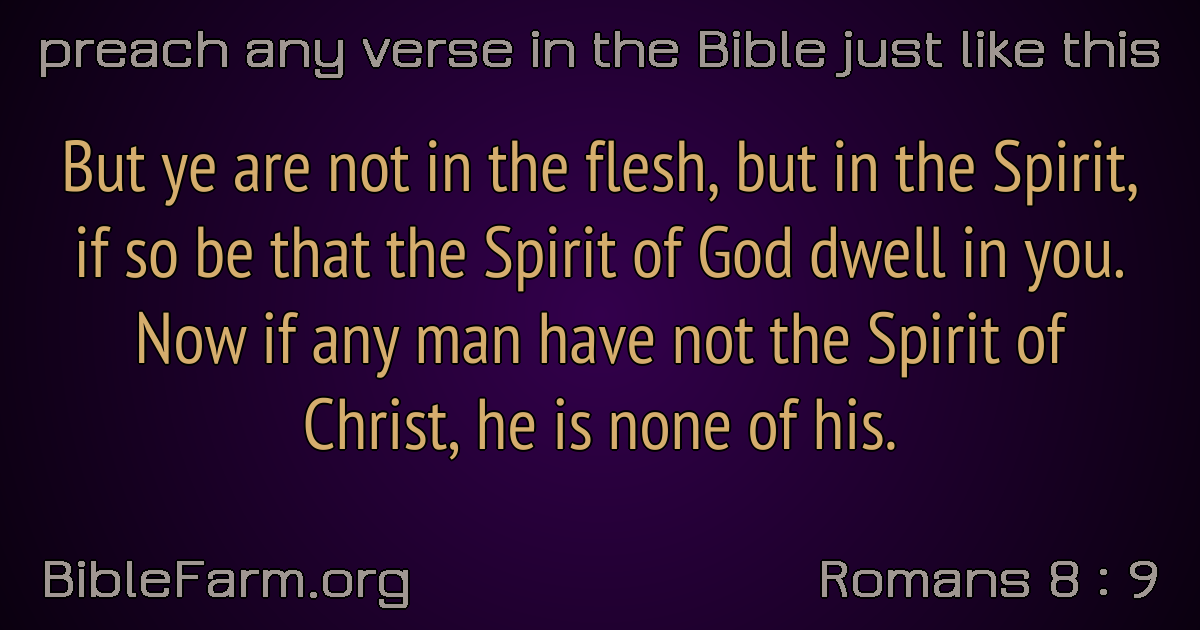 preach any verse in the Bible just like this
But ye are not in the flesh, but in the Spirit,
if so be that the Spirit of God dwell in you.
Now if any man have not the Spirit of
Christ, he is none of his.
BibleFarm.org
Romans 8 : 9